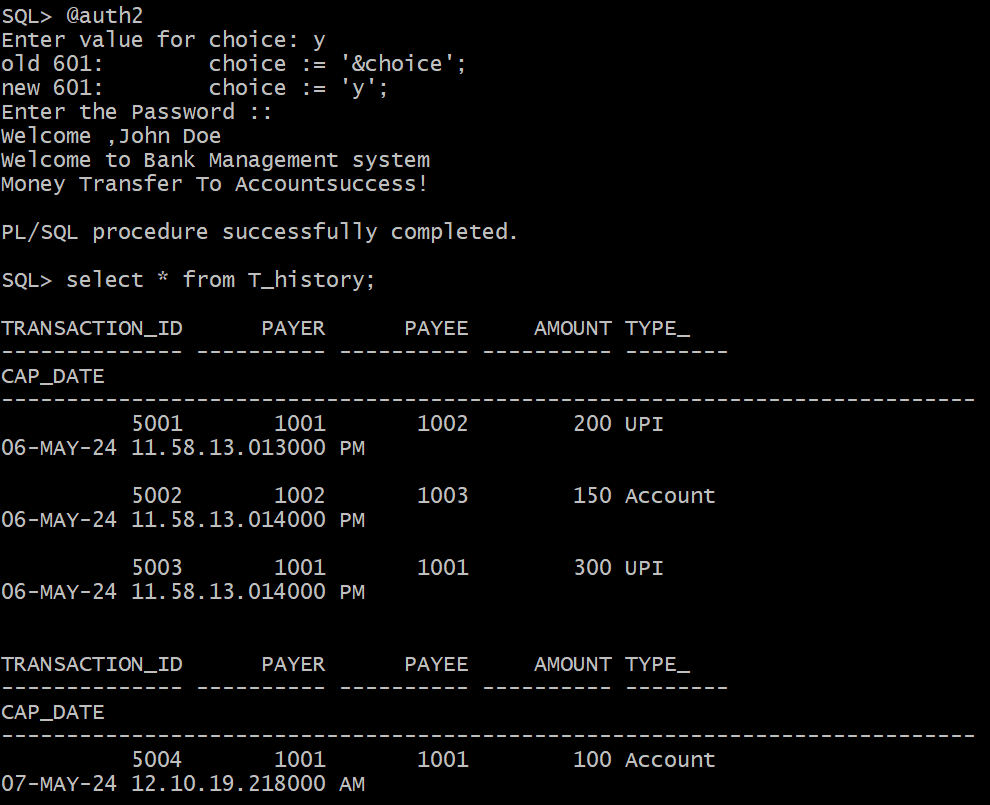 SQL> @auth2
Enter value for choice: y
old 601:        choice := '&choice';
new 601:        choice := 'y';
Enter the Password ::
Welcome ,John Doe
Welcome to Bank Management system
Money Transfer To Accountsuccess!

PL/SQL procedure successfully completed.

SQL> select * from T_history;

TRANSACTION_ID      PAYER      PAYEE     AMOUNT TYPE_
-------------- ---------- ---------- ---------- --------
CAP_DATE
---------------------------------------------------------------------------
          5001       1001       1002        200 UPI
06-MAY-24 11.58.13.013000 PM

          5002       1002       1003        150 Account
06-MAY-24 11.58.13.014000 PM

          5003       1001       1001        300 UPI
06-MAY-24 11.58.13.014000 PM


TRANSACTION_ID      PAYER      PAYEE     AMOUNT TYPE_
-------------- ---------- ---------- ---------- --------
CAP_DATE
---------------------------------------------------------------------------
          5004       1001       1001        100 Account
07-MAY-24 12.10.19.218000 AM